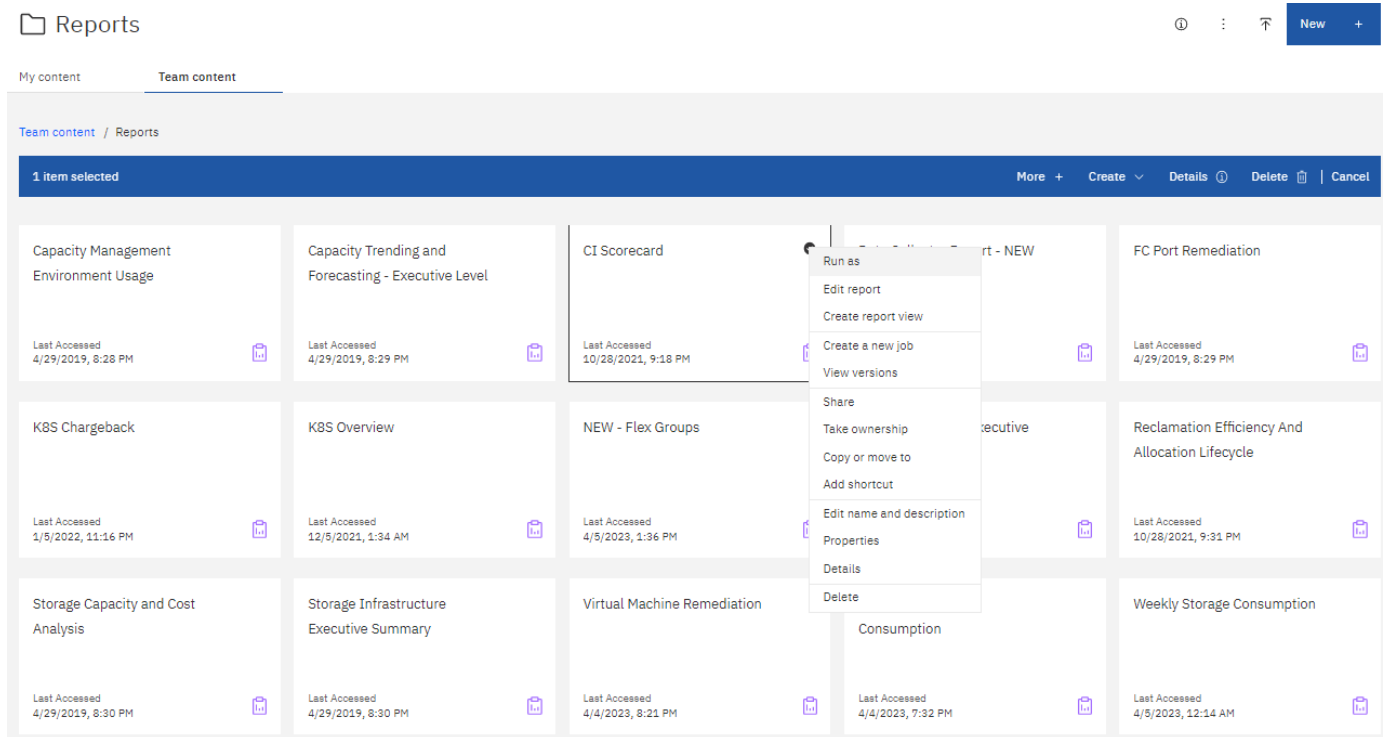 Reports
New +
My content
Team content
Team content / Reports
1 item selected
More +
Create
Details
Delete
Cancel
Capacity Management
Environment Usage
Last Accessed
4/29/2019, 8:28 PM
Capacity Trending and
Forecasting - Executive Level
Last Accessed
4/29/2019, 8:29 PM
CI Scorecard
Last Accessed
10/28/2021, 9:18 PM
- NEW
FC Port Remediation
Last Accessed
4/29/2019, 8:29 PM
Run as
Edit report
Create report view
Create a new job
View versions
Share
Take ownership
Copy or move to
Add shortcut
Edit name and description
Properties
Details
Delete
K8S Chargeback
Last Accessed
1/5/2022, 11:16 PM
K8S Overview
Last Accessed
12/5/2021, 1:34 AM
NEW - Flex Groups
Last Accessed
4/5/2023, 1:36 PM
Reclamation Efficiency And
Allocation Lifecycle
Last Accessed
10/28/2021, 9:31 PM
Storage Capacity and Cost
Analysis
Last Accessed
4/29/2019, 8:30 PM
Storage Infrastructure
Executive Summary
Last Accessed
4/29/2019, 8:30 PM
Virtual Machine Remediation
Last Accessed
4/4/2023, 8:21 PM
Consumption
Last Accessed
4/4/2023, 7:32 PM
Weekly Storage Consumption
Last Accessed
4/5/2023, 12:14 AM